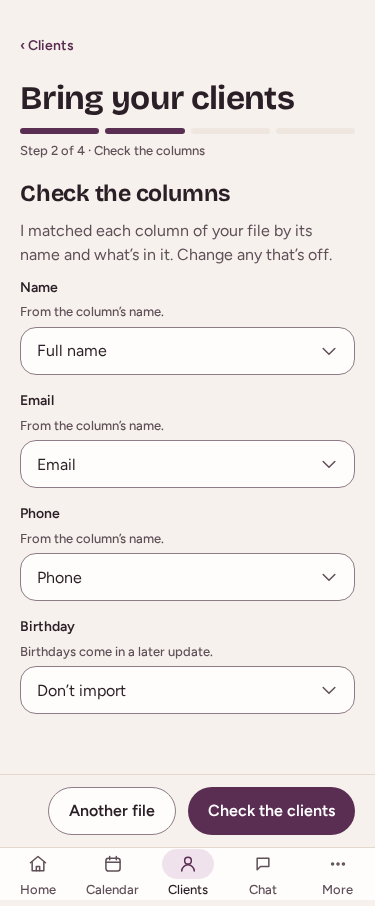 ‹ Clients
Bring your clients
Step 2 of 4 · Check the columns
Check the columns
I matched each column of your file by its
name and what’s in it. Change any that’s off.
Name
From the column’s name.
Full name
Email
From the column’s name.
Email
Phone
From the column’s name.
Phone
Birthday
Birthdays come in a later update.
Don’t import
Another file
Check the clients
Home
Calendar
Clients
Chat
More